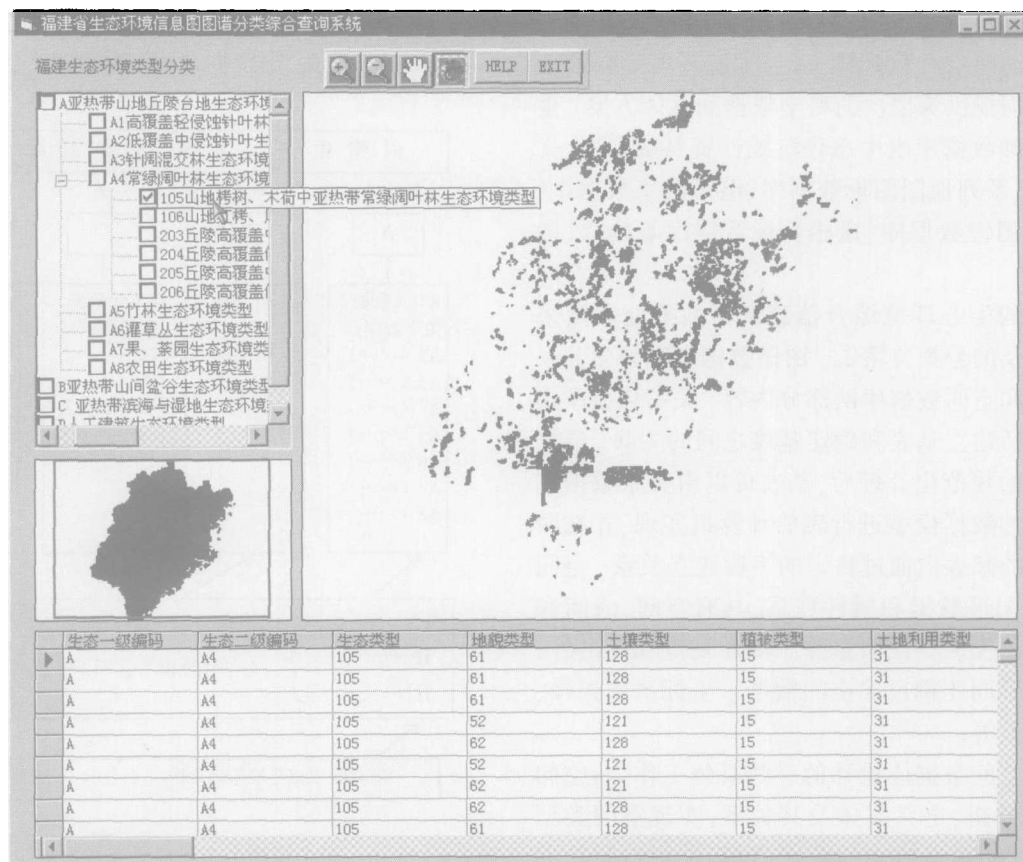 福建省生态环境信息图图谱分类综合查询系统
福建生态环境类型分类
HELP EXIT
A亚热带山地丘陵台地生态环境
A1高覆盖轻侵蚀针叶林
A2低覆盖中侵蚀针叶生
A3针阔混交林生态环境
A4常绿阔叶林生态环境
105山地栲树、木荷中亚热带常绿阔叶林生态环境类型
106山地红栲、
203丘陵高覆盖
204丘陵高覆盖
205丘陵高覆盖
206丘陵高覆盖
A5竹林生态环境类型
A6灌草丛生态环境类型
A7果、茶园生态环境类
A8农田生态环境类型
B亚热带山间盆谷生态环境类型
C 亚热带滨海与湿地生态环境
D人工建筑生态环境类型
生态一级编码 生态二级编码 生态类型 地貌类型 土壤类型 植被类型 土地利用类型
A A4 105 61 128 15 31
A A4 105 61 128 15 31
A A4 105 61 128 15 31
A A4 105 52 121 15 31
A A4 105 62 128 15 31
A A4 105 52 121 15 31
A A4 105 62 121 15 31
A A4 105 62 128 15 31
A A4 105 61 128 15 31